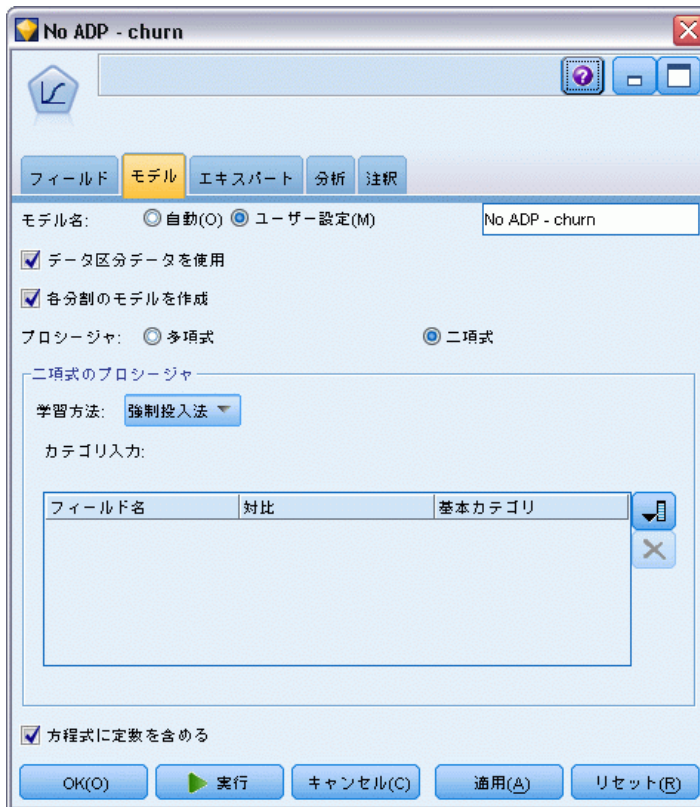 No ADP - churn
フィールド モデル エキスパート 分析 注釈
モデル名: 自動(O) ユーザー設定(M) No ADP - churn
データ区分データを使用
各分割のモデルを作成
プロシージャ: 多項式 二項式
二項式のプロシージャ
学習方法: 強制投入法
カテゴリ入力:
フィールド名 対比 基本カテゴリ
方程式に定数を含める
OK(O) 実行 キャンセル(C) 適用(A) リセット(R)